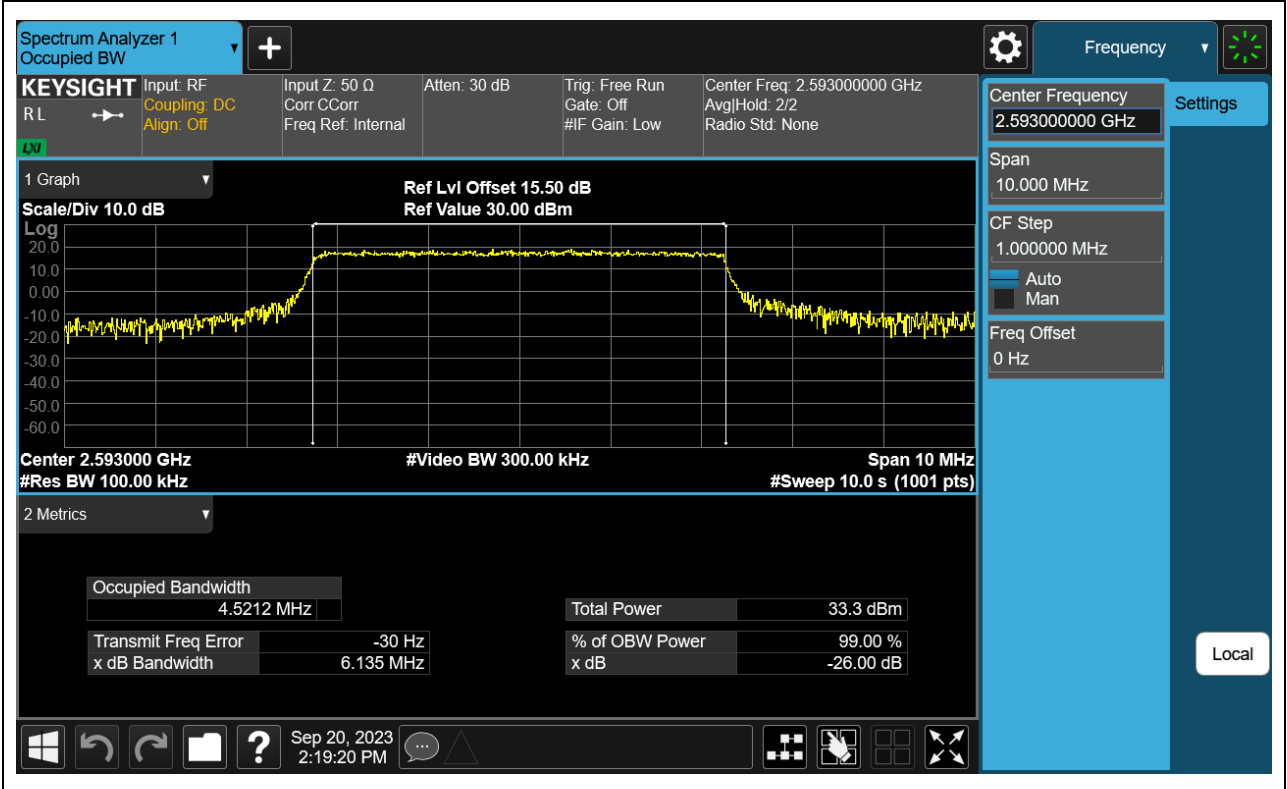 Spectrum Analyzer 1
Occupied BW
Frequency
KEYSIGHT
R L
LXI
Input: RF
Coupling: DC
Align: Off
Input Z: 50 Ω
Corr CCorr
Freq Ref: Internal
Atten: 30 dB
Trig: Free Run
Gate: Off
#IF Gain: Low
Center Freq: 2.593000000 GHz
Avg|Hold: 2/2
Radio Std: None
Center Frequency
2.593000000 GHz
Settings
Span
10.000 MHz
CF Step
1.000000 MHz
Auto
Man
Freq Offset
0 Hz
Local
1 Graph
Scale/Div 10.0 dB
Ref Lvl Offset 15.50 dB
Ref Value 30.00 dBm
Log
20.0
10.0
0.00
-10.0
-20.0
-30.0
-40.0
-50.0
-60.0
Center 2.593000 GHz
#Video BW 300.00 kHz
Span 10 MHz
#Res BW 100.00 kHz
#Sweep 10.0 s (1001 pts)
2 Metrics
Occupied Bandwidth
4.5212 MHz
Total Power 33.3 dBm
Transmit Freq Error -30 Hz
% of OBW Power 99.00 %
x dB Bandwidth 6.135 MHz
x dB -26.00 dB
?
Sep 20, 2023
2:19:20 PM